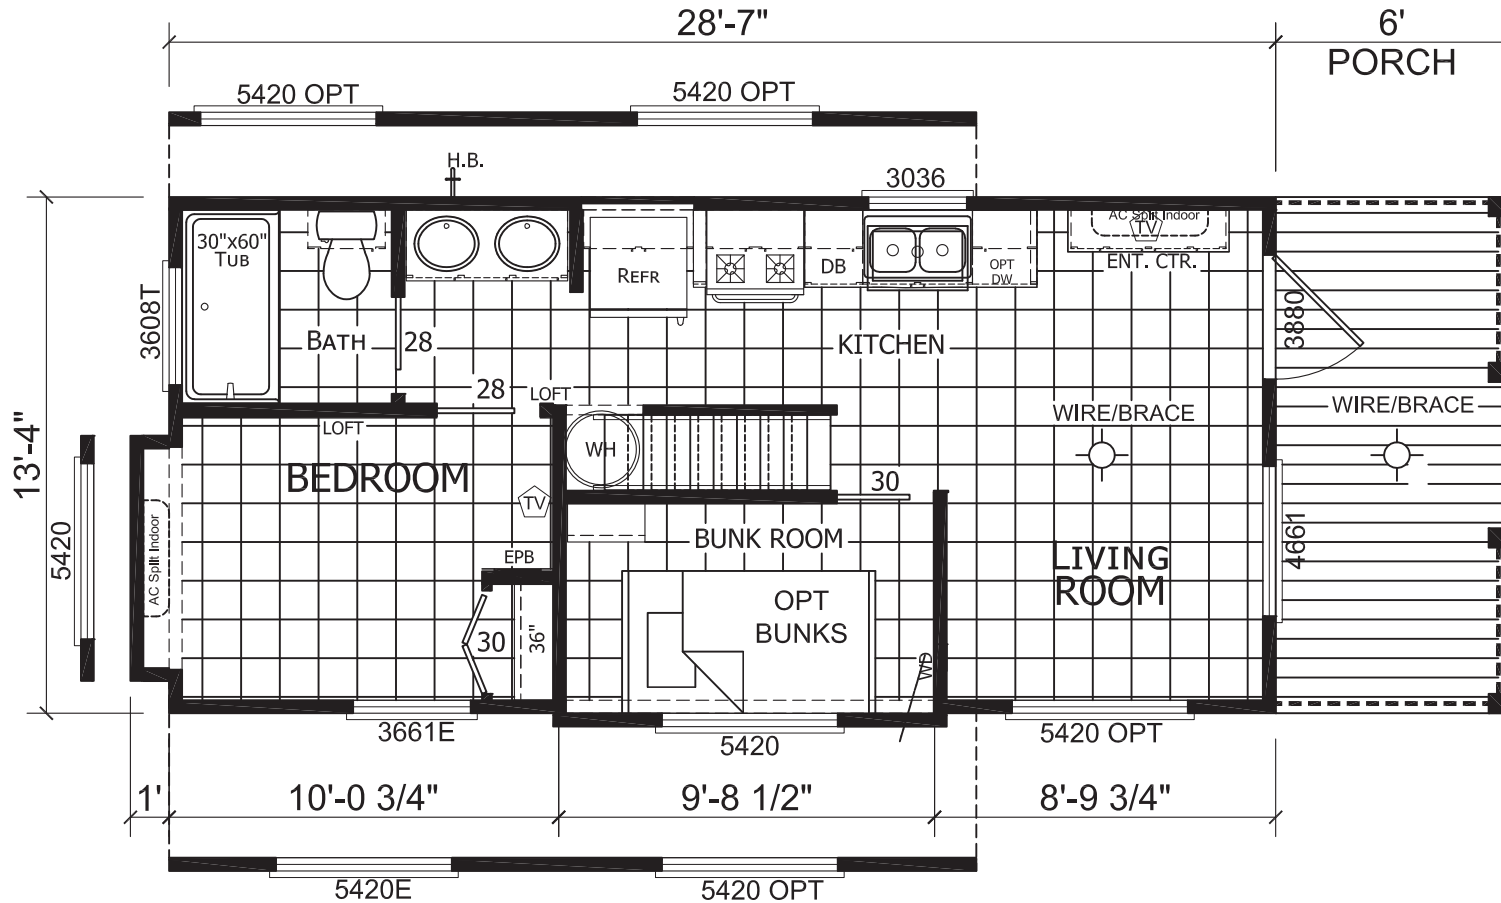 28'-7"
6'
PORCH
5420 OPT
5420 OPT
H.B.
3036
30"x60"
TUB
REFR
DB
OPT
DW
AC Split Indoor
TV
ENT. CTR.
3608T
BATH
28
KITCHEN
3880
28
LOFT
LOFT
WIRE/BRACE
WIRE/BRACE
13'-4"
BEDROOM
WH
30
TV
5420
AC Split Indoor
EPB
BUNK ROOM
4661
LIVING
ROOM
OPT
BUNKS
30
36"
WD
3661E
5420
5420 OPT
1'
10'-0 3/4"
9'-8 1/2"
8'-9 3/4"
5420E
5420 OPT